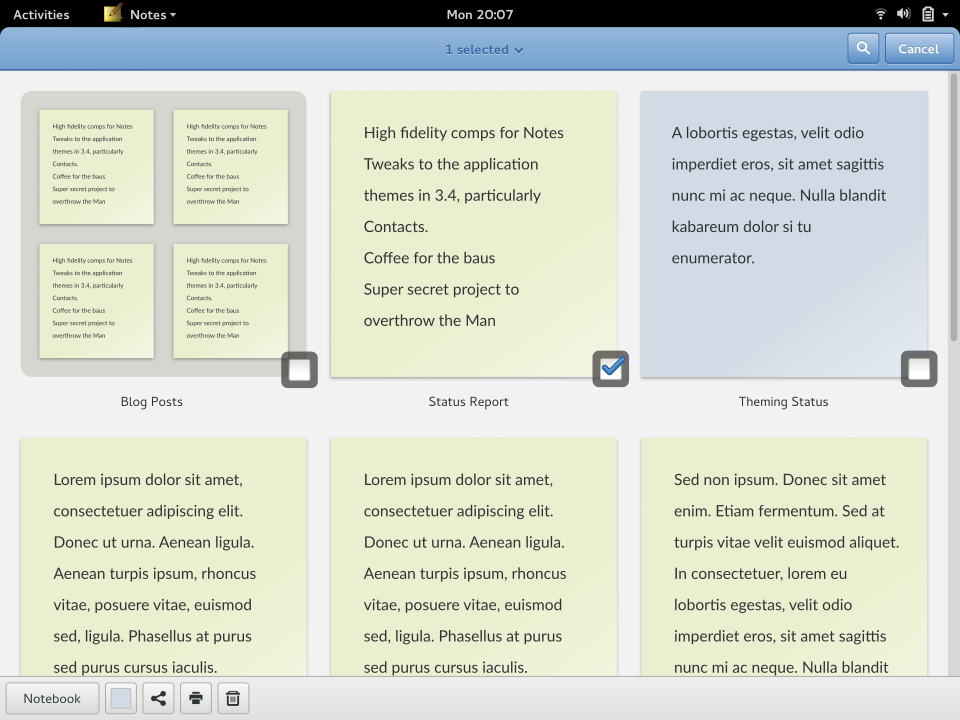 Activities
Notes
Mon 20:07
1 selected
Cancel
High fidelity comps for Notes
Tweaks to the application
themes in 3.4, particularly
Contacts.
Coffee for the baus
Super secret project to
overthrow the Man
High fidelity comps for Notes
Tweaks to the application
themes in 3.4, particularly
Contacts.
Coffee for the baus
Super secret project to
overthrow the Man
High fidelity comps for Notes
Tweaks to the application
themes in 3.4, particularly
Contacts.
Coffee for the baus
Super secret project to
overthrow the Man
High fidelity comps for Notes
Tweaks to the application
themes in 3.4, particularly
Contacts.
Coffee for the baus
Super secret project to
overthrow the Man
Blog Posts
High fidelity comps for Notes
Tweaks to the application
themes in 3.4, particularly
Contacts.
Coffee for the baus
Super secret project to
overthrow the Man
Status Report
A lobortis egestas, velit odio
imperdiet eros, sit amet sagittis
nunc mi ac neque. Nulla blandit
kabareum dolor si tu
enumerator.
Theming Status
Lorem ipsum dolor sit amet,
consectetuer adipiscing elit.
Donec ut urna. Aenean ligula.
Aenean turpis ipsum, rhoncus
vitae, posuere vitae, euismod
sed, ligula. Phasellus at purus
sed purus cursus iaculis.
Lorem ipsum dolor sit amet,
consectetuer adipiscing elit.
Donec ut urna. Aenean ligula.
Aenean turpis ipsum, rhoncus
vitae, posuere vitae, euismod
sed, ligula. Phasellus at purus
sed purus cursus iaculis.
Sed non ipsum. Donec sit amet
enim. Etiam fermentum. Sed at
turpis vitae velit euismod aliquet.
In consectetuer, lorem eu
lobortis egestas, velit odio
imperdiet eros, sit amet sagittis
nunc mi ac neque. Nulla blandit
Notebook